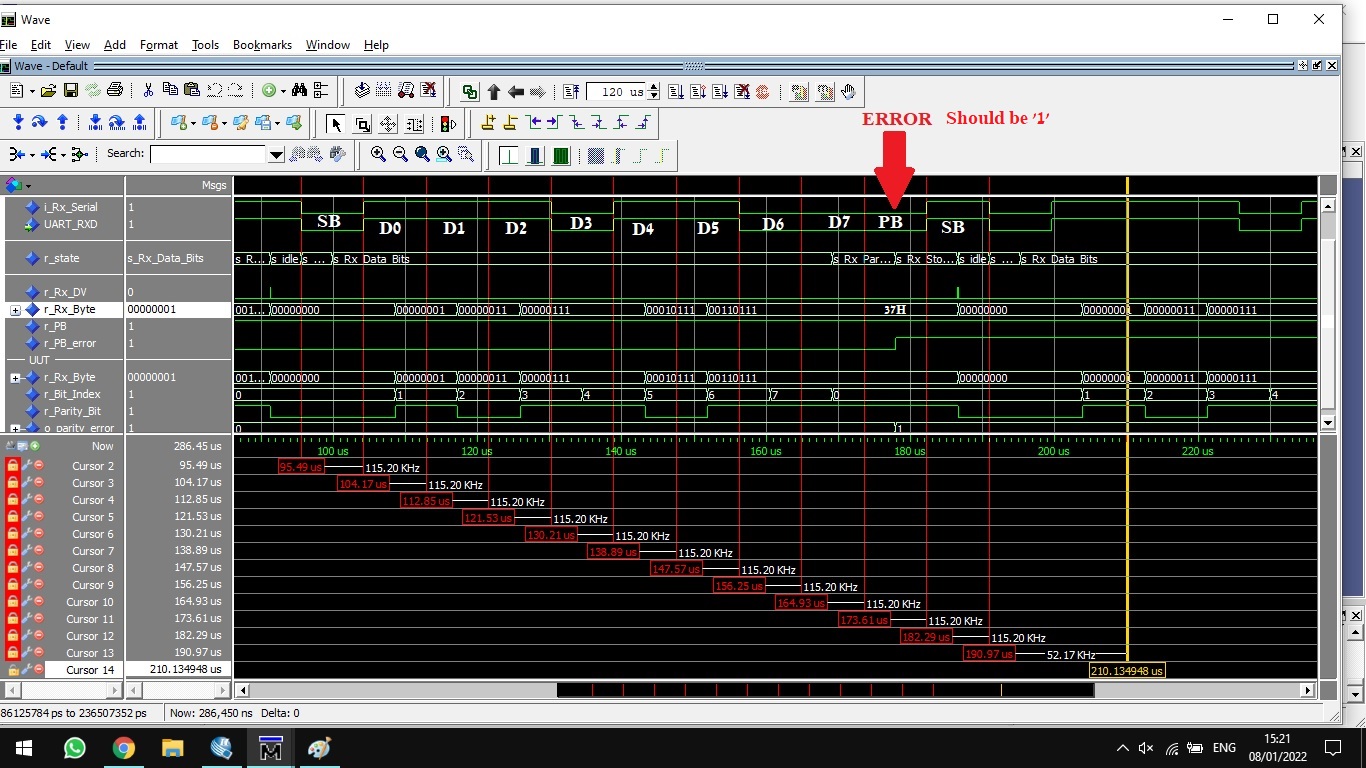 Wave
File Edit View Add Format Tools Bookmarks Window Help
Wave - Default
120 us
ERROR Should be '1'
Search:
Msgs
i_Rx_Serial 1
UART_RXD 1
SB D0 D1 D2 D3 D4 D5 D6 D7 PB SB
r_state s_Rx_Data_Bits s_R... s_idle s_... s_Rx_Data_Bits s_Rx_Par... s_Rx_Sto... s_idle s_... s_Rx_Data_Bits
r_Rx_DV 0
r_Rx_Byte 00000001 001... 00000000 00000001 00000011 00000111 00010111 00110111 37H 00000000 00000001 00000011 00000111
r_PB 1
r_PB_error 1
UUT
r_Rx_Byte 00000001 001... 00000000 00000001 00000011 00000111 00010111 00110111 00000000 00000001 00000011 00000111
r_Bit_Index 1 0 1 2 3 4 5 6 7 0 1 2 3 4
r_Parity_Bit 1
o_parity_error 1 0 1
Now 286.45 us 100 us 120 us 140 us 160 us 180 us 200 us 220 us
Cursor 2 95.49 us 95.49 us 115.20 KHz
Cursor 3 104.17 us 104.17 us 115.20 KHz
Cursor 4 112.85 us 112.85 us 115.20 KHz
Cursor 5 121.53 us 121.53 us 115.20 KHz
Cursor 6 130.21 us 130.21 us 115.20 KHz
Cursor 7 138.89 us 138.89 us 115.20 KHz
Cursor 8 147.57 us 147.57 us 115.20 KHz
Cursor 9 156.25 us 156.25 us 115.20 KHz
Cursor 10 164.93 us 164.93 us 115.20 KHz
Cursor 11 173.61 us 173.61 us 115.20 KHz
Cursor 12 182.29 us 182.29 us 115.20 KHz
Cursor 13 190.97 us 190.97 us 52.17 KHz
Cursor 14 210.134948 us 210.134948 us
86125784 ps to 236507352 ps Now: 286,450 ns Delta: 0
ENG
15:21
08/01/2022